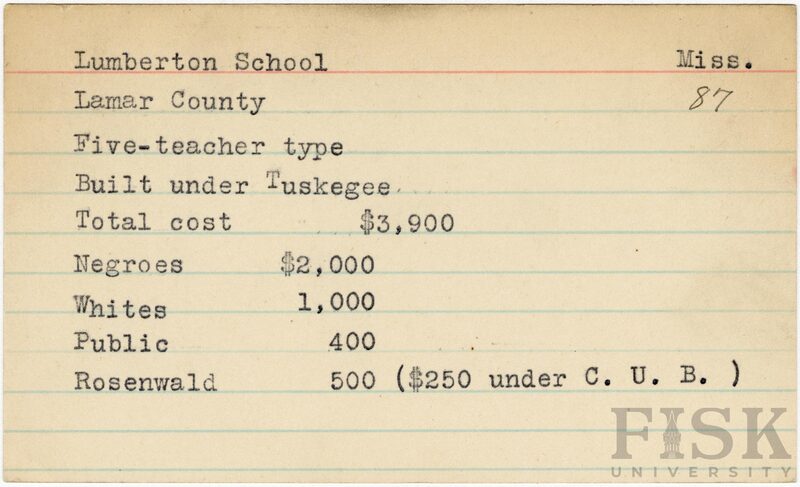 Lumberton School Miss.
Lamar County 87
Five-teacher type
Built under Tuskegee.
Total cost $3,900
Negroes $2,000
Whites 1,000
Public 400
Rosenwald 500 ($250 under C. U. B. )
FISK
UNIVERSITY